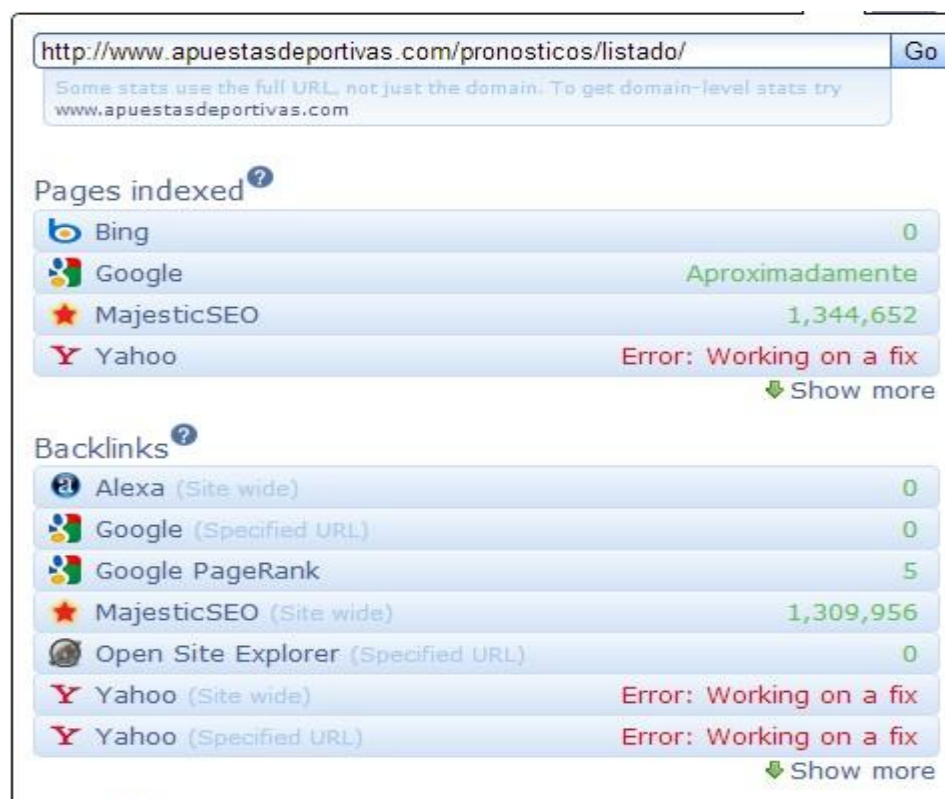 http://www.apuestasdeportivas.com/pronosticos/listado/ Go
Some stats use the full URL, not just the domain. To get domain-level stats try
www.apuestasdeportivas.com
Pages indexed ?
Bing 0
Google Aproximadamente
MajesticSEO 1,344,652
Yahoo Error: Working on a fix
Show more
Backlinks ?
Alexa (Site wide) 0
Google (Specified URL) 0
Google PageRank 5
MajesticSEO (Site wide) 1,309,956
Open Site Explorer (Specified URL) 0
Yahoo (Site wide) Error: Working on a fix
Yahoo (Specified URL) Error: Working on a fix
Show more